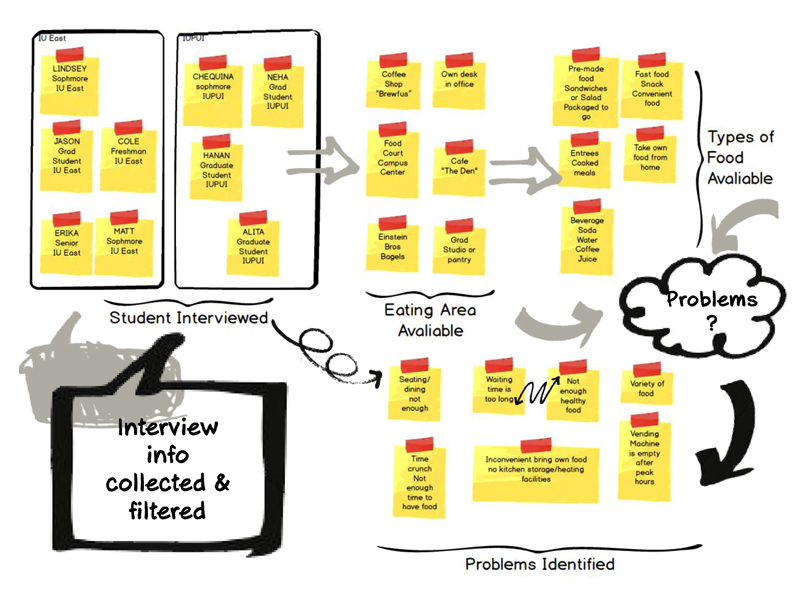 IU East
LINDSEY
Sophmore
IU East
JASON
Grad
Student
IU East
COLE
Freshman
IU East
ERIKA
Senior
IU East
MATT
Sophmore
IU East
IUPUI
CHEQUINA
sophmore
IUPUI
NEHA
Grad
Student
IUPUI
HANAN
Graduate
Student
IUPUI
ALITA
Graduate
Student
IUPUI
Student Interviewed
Coffee
Shop
"Brewfus"
Own desk
in office
Food
Court
Campus
Center
Cafe
"The Den"
Einstein
Bros
Bagels
Grad
Studio or
pantry
Eating Area
Avaliable
Pre-made
food
Sandwiches
or Salad
Packaged to
go
Fast food
Snack
Convenient
food
Entrees
Cooked
meals
Take own
food from
home
Beverage
Soda
Water
Coffee
Juice
Types of
Food
Avaliable
Problems
?
Interview
info
collected &
filtered
Seating/
dining
not
enough
Waiting
time is
too long
Not
enough
healthy
food
Variety of
food
Time
crunch
Not
enough
time to
have food
Inconvenient bring own food
no kitchen storage/heating
facilities
Vending
Machine
is empty
after
peak
hours
Problems Identified